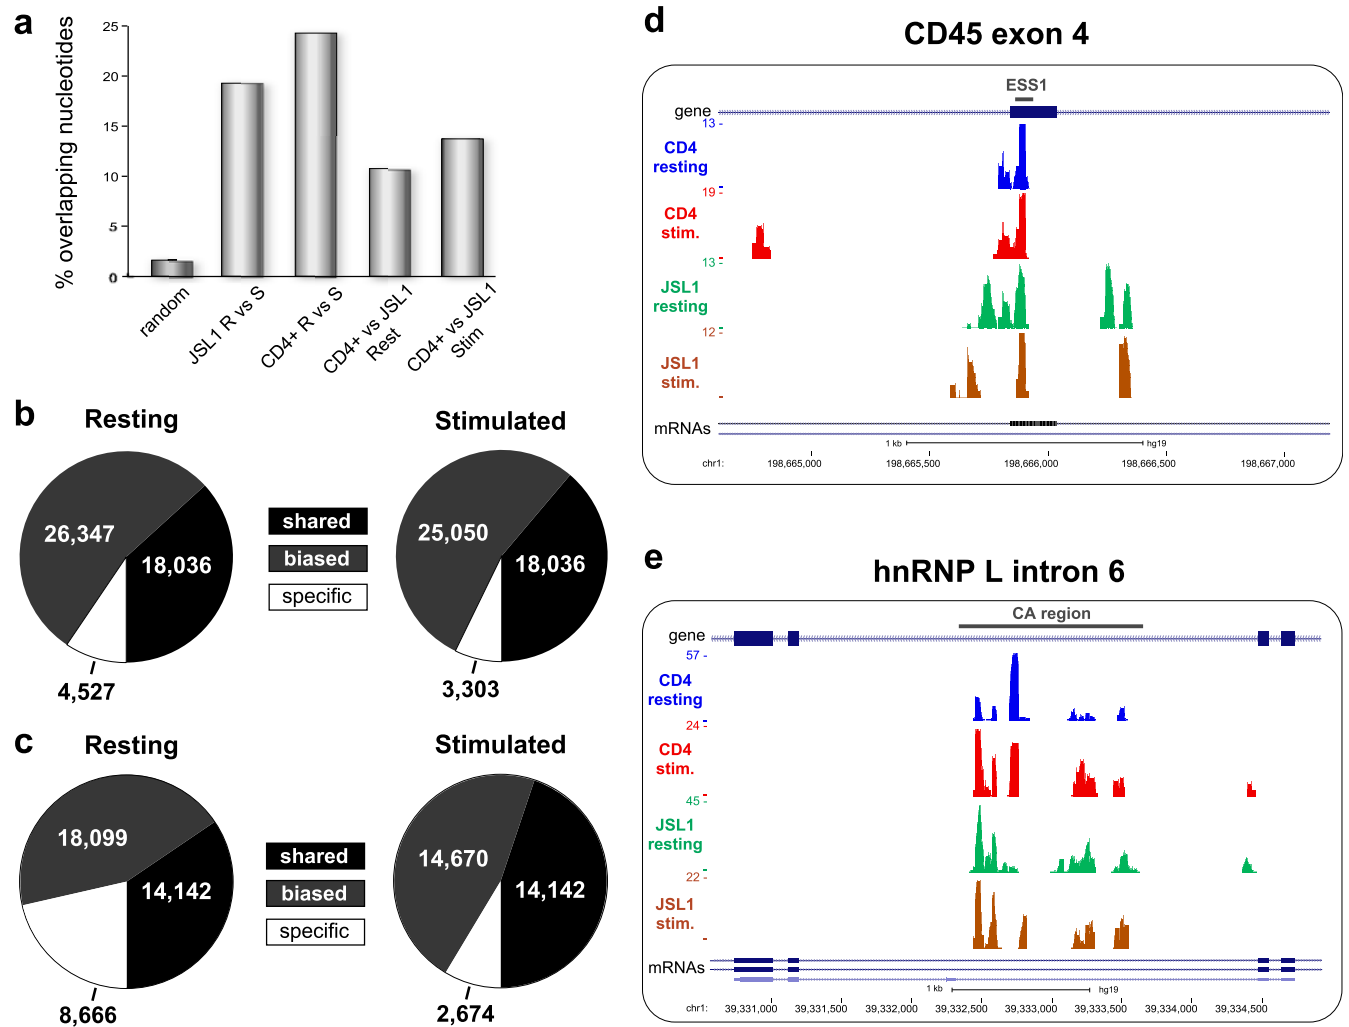 a
% overlapping nucleotides
25
20
15
10
5
0
random
JSL1 R vs S
CD4+ R vs S
CD4+ vs JSL1
Rest
CD4+ vs JSL1
Stim
b
Resting
Stimulated
26,347
18,036
4,527
shared
biased
specific
25,050
18,036
3,303
c
Resting
Stimulated
18,099
14,142
8,666
shared
biased
specific
14,670
14,142
2,674
d
CD45 exon 4
ESS1
gene
13 -
CD4
resting
19 -
CD4
stim.
13 -
JSL1
resting
12 -
JSL1
stim.
mRNAs
1 kb
hg19
chr1:
198,665,000
198,665,500
198,666,000
198,666,500
198,667,000
e
hnRNP L intron 6
CA region
gene
57 -
CD4
resting
24 -
CD4
stim.
45 -
JSL1
resting
22 -
JSL1
stim.
mRNAs
1 kb
hg19
chr1:
39,331,000
39,331,500
39,332,000
39,332,500
39,333,000
39,333,500
39,334,000
39,334,500